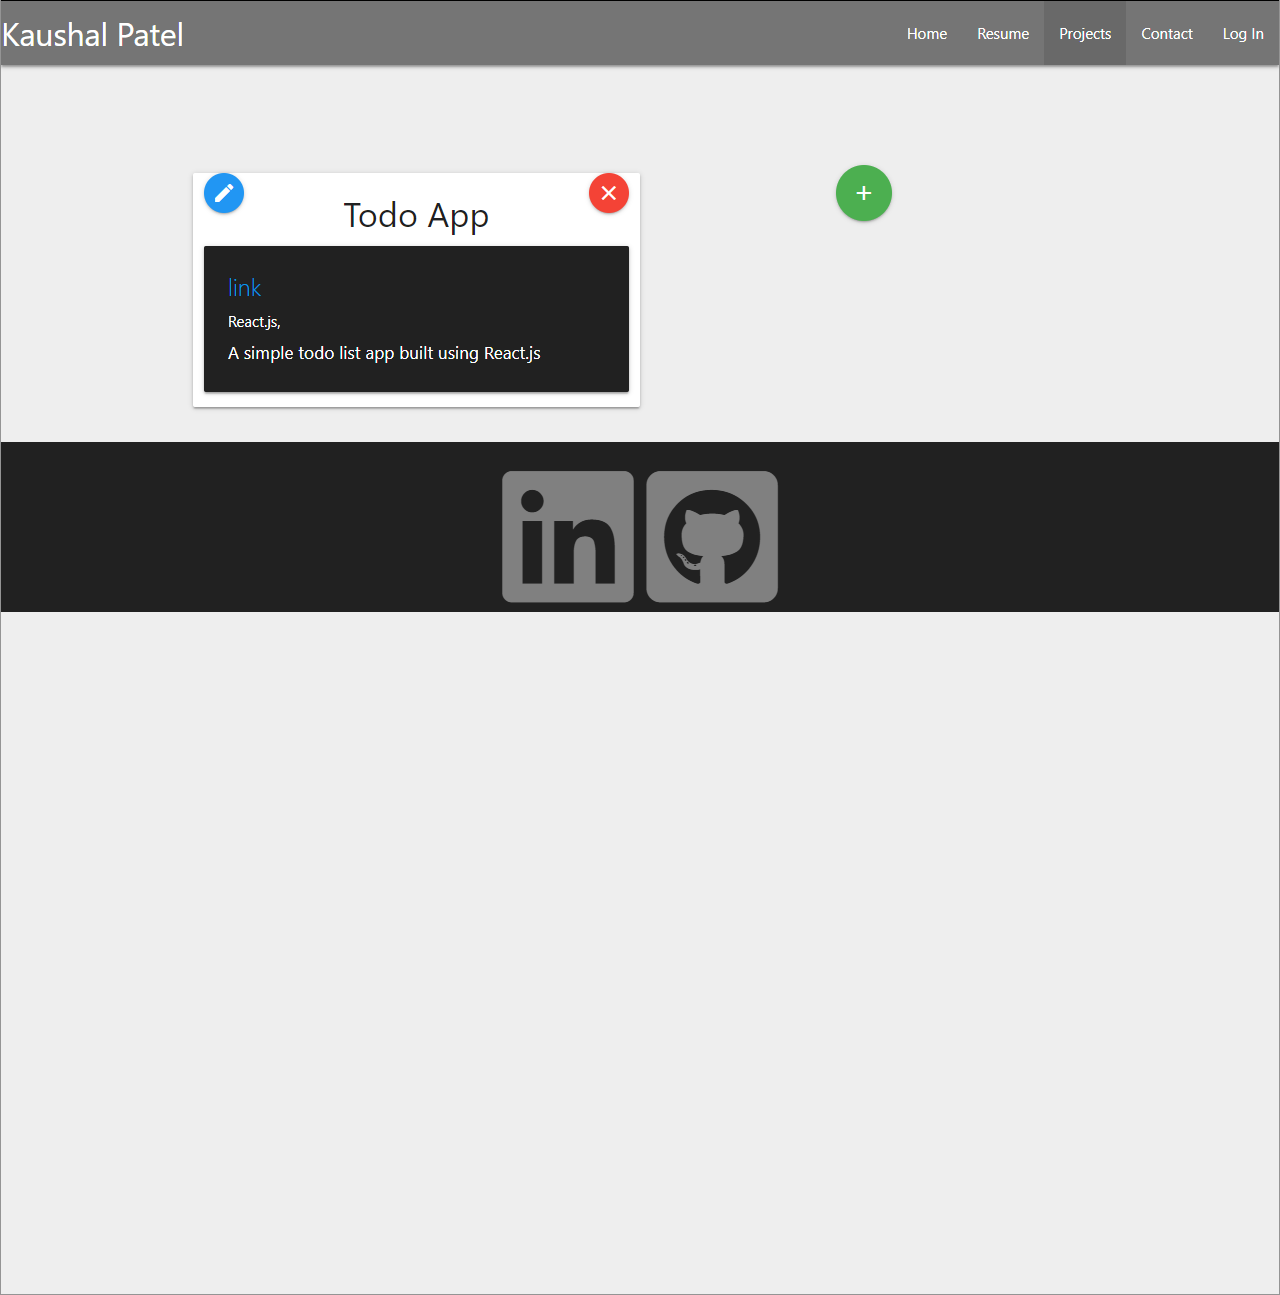 Kaushal Patel
Home Resume Projects Contact Log In
Todo App
link
React.js,
A simple todo list app built using React.js
in